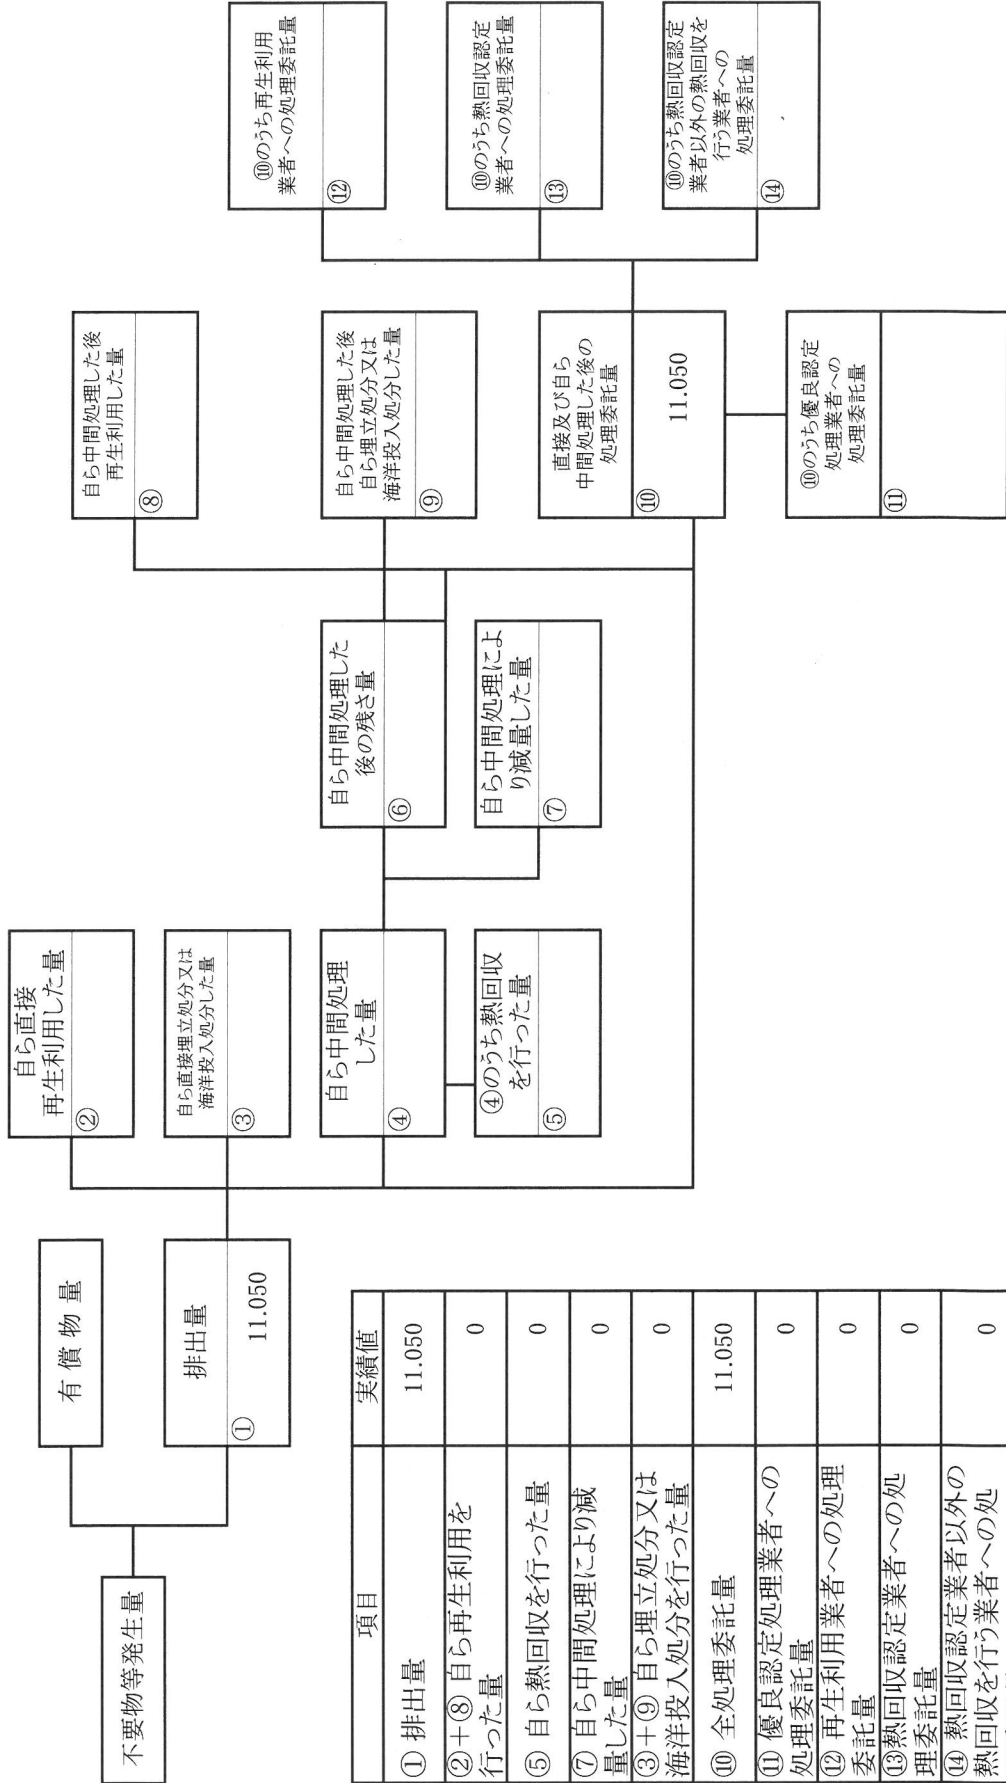 不要物等発生量
有償物量
排出量
①
11.050
自ら直接
再生利用した量
②
自ら直接埋立処分又は
海洋投入処分した量
③
自ら中間処理
した量
④
④のうち熱回収
を行った量
⑤
自ら中間処理した
後の残さ量
⑥
自ら中間処理によ
り減量した量
⑦
自ら中間処理した後
再生利用した量
⑧
自ら中間処理した後
自ら埋立処分又は
海洋投入処分した量
⑨
直接及び自ら
中間処理した後の
処理委託量
⑩
11.050
⑩のうち優良認定
処理業者への
処理委託量
⑪
⑩のうち再生利用
業者への処理委託量
⑫
⑩のうち熱回収認定
業者への処理委託量
⑬
⑩のうち熱回収認定
業者以外の熱回収を
行う業者への
処理委託量
⑭
項目 実績値
① 排出量 11.050
②+⑧ 自ら再生利用を
行った量 0
⑤ 自ら熱回収を行った量 0
⑦ 自ら中間処理により減
量した量 0
③+⑨ 自ら埋立処分又は
海洋投入処分を行った量 0
⑩ 全処理委託量 11.050
⑪ 優良認定処理業者への
処理委託量 0
⑫ 再生利用業者への処理
委託量 0
⑬熱回収認定業者への処
理委託量 0
⑭ 熱回収認定業者以外の
熱回収を行う業者への処 0